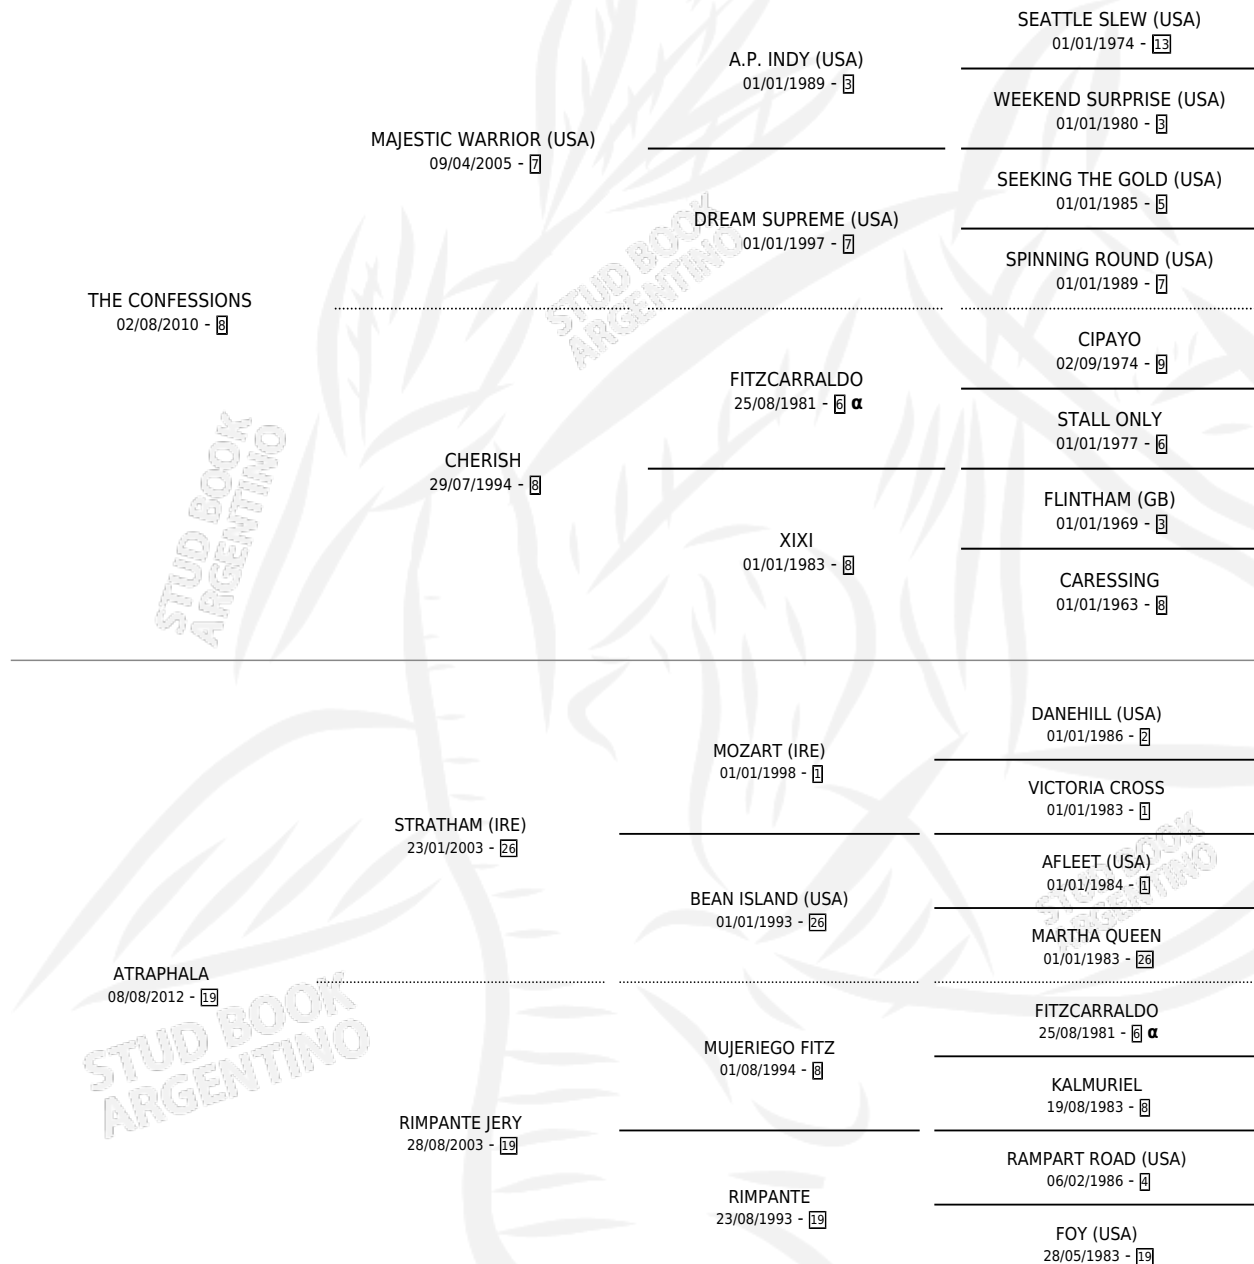 SEATTLE SLEW (USA)
01/01/1974 - 13
A.P. INDY (USA)
01/01/1989 - 3
WEEKEND SURPRISE (USA)
01/01/1980 - 3
MAJESTIC WARRIOR (USA)
09/04/2005 - 7
SEEKING THE GOLD (USA)
01/01/1985 - 5
DREAM SUPREME (USA)
01/01/1997 - 7
SPINNING ROUND (USA)
01/01/1989 - 7
THE CONFESSIONS
02/08/2010 - 8
CIPAYO
02/09/1974 - 9
FITZCARRALDO
25/08/1981 - 6 α
STALL ONLY
01/01/1977 - 6
CHERISH
29/07/1994 - 8
FLINTHAM (GB)
01/01/1969 - 3
XIXI
01/01/1983 - 8
CARESSING
01/01/1963 - 8
DANEHILL (USA)
01/01/1986 - 2
MOZART (IRE)
01/01/1998 - 1
VICTORIA CROSS
01/01/1983 - 1
STRATHAM (IRE)
23/01/2003 - 26
AFLEET (USA)
01/01/1984 - 1
BEAN ISLAND (USA)
01/01/1993 - 26
MARTHA QUEEN
01/01/1983 - 26
ATRAPHALA
08/08/2012 - 19
FITZCARRALDO
25/08/1981 - 6 α
MUJERIEGO FITZ
01/08/1994 - 8
KALMURIEL
19/08/1983 - 8
RIMPANTE JERY
28/08/2003 - 19
RAMPART ROAD (USA)
06/02/1986 - 4
RIMPANTE
23/08/1993 - 19
FOY (USA)
28/05/1983 - 19
STUD BOOK
ARGENTINO
STUD BOOK
ARGENTINO
STUD BOOK
ARGENTINO
STUD BOOK
ARGENTINO